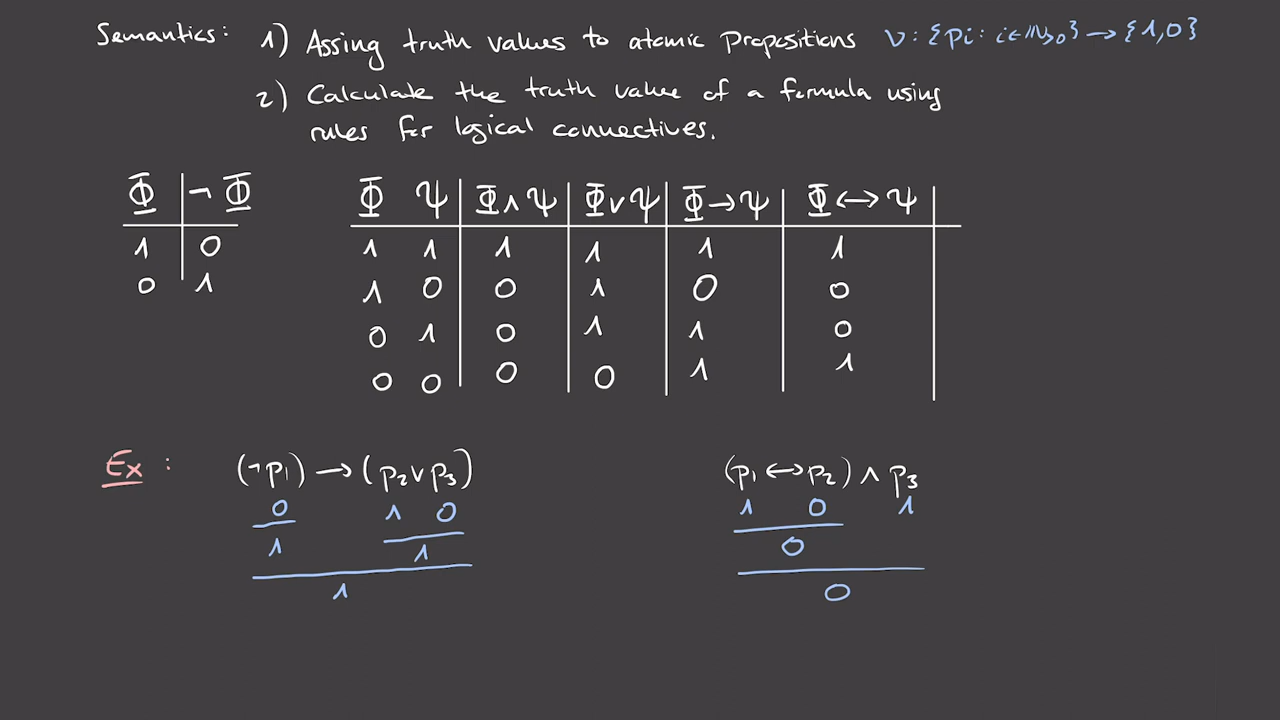 Semantics: 1) Assing truth values to atomic propositions ν: {pi: i∈ℕ>0} → {1,0}
2) Calculate the truth value of a formula using
rules for logical connectives.
Φ ¬Φ
1 0
0 1
Φ Ψ Φ∧Ψ Φ∨Ψ Φ→Ψ Φ↔Ψ
1 1 1 1 1 1
1 0 0 1 0 0
0 1 0 1 1 0
0 0 0 0 1 1
Ex: (¬p1) → (p2 ∨ p3) (p1 ↔ p2) ∧ p3
0 1 0 1 0 1
1 1 0
1 0